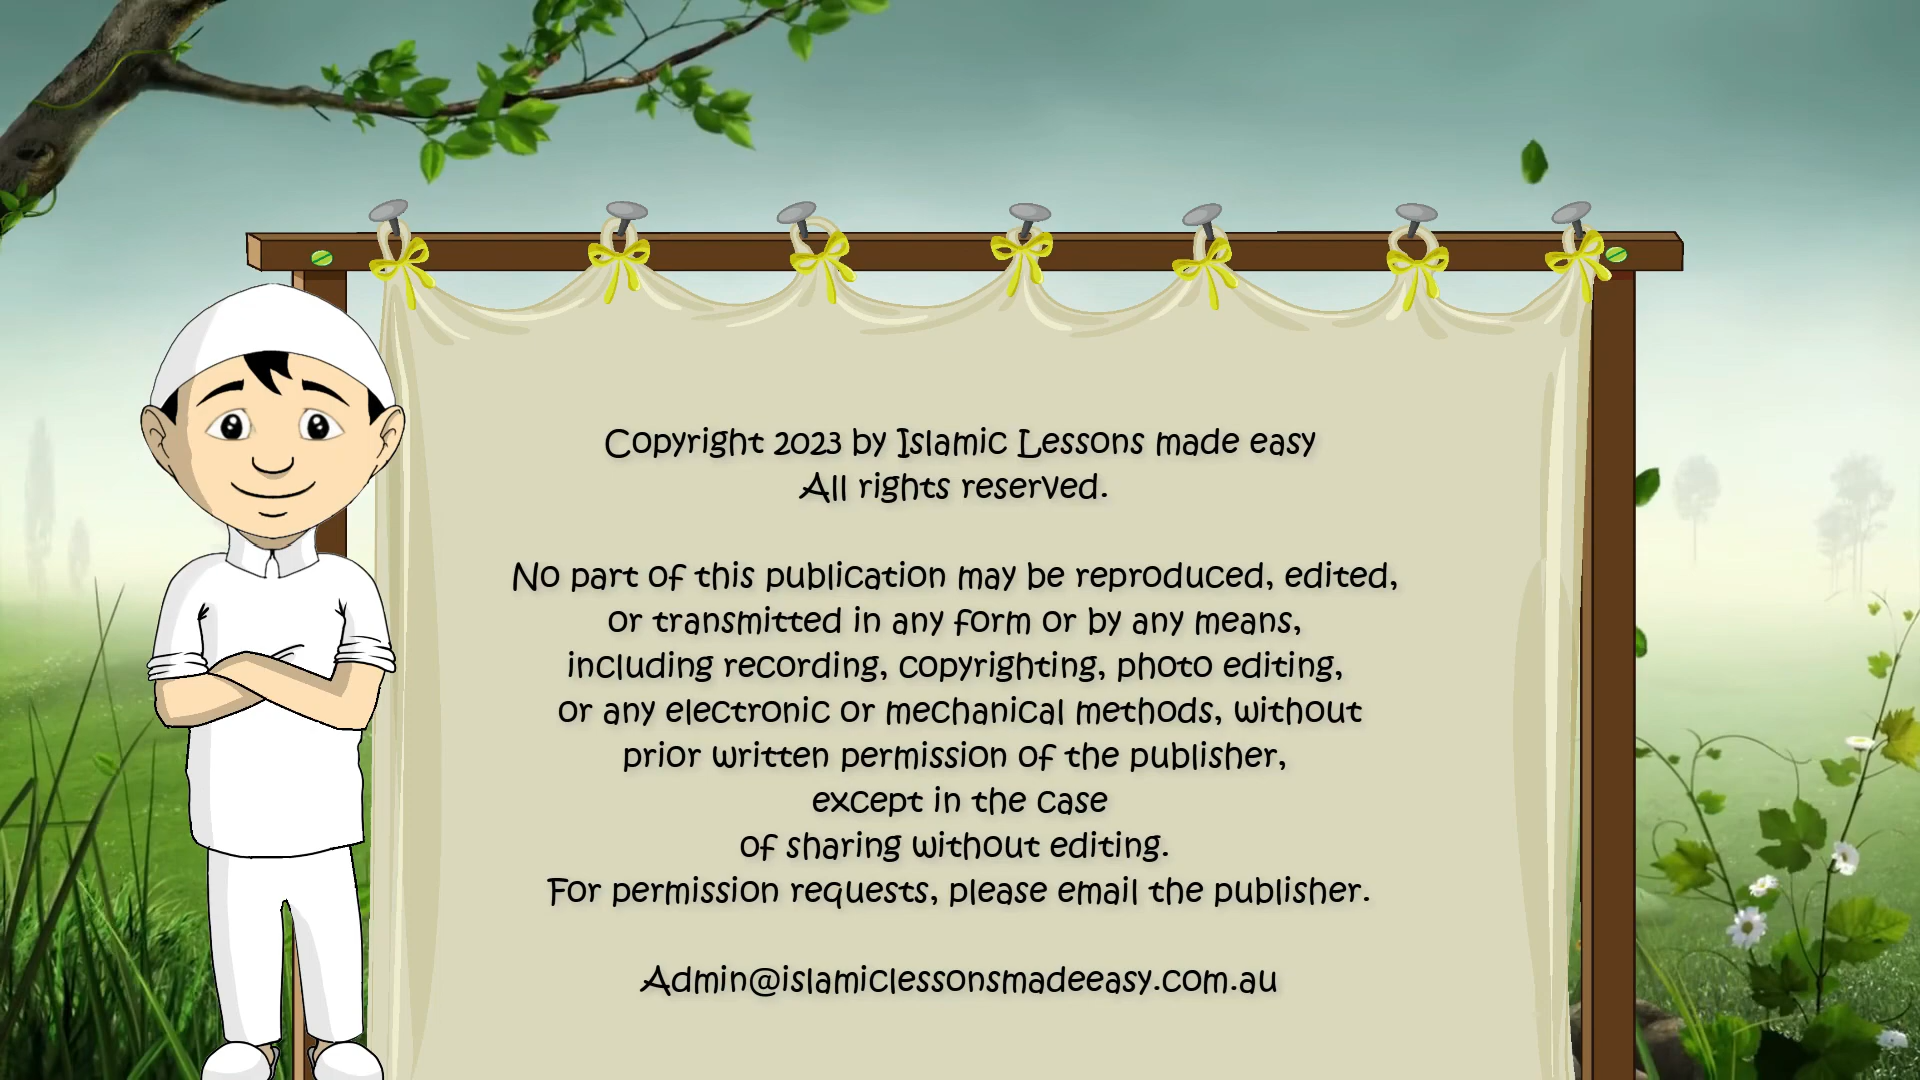 Copyright 2023 by Islamic Lessons made easy
All rights reserved.
No part of this publication may be reproduced, edited,
or transmitted in any form or by any means,
including recording, copyrighting, photo editing,
or any electronic or mechanical methods, without
prior written permission of the publisher,
except in the case
of sharing without editing.
For permission requests, please email the publisher.
Admin@islamiclessonsmadeeasy.com.au